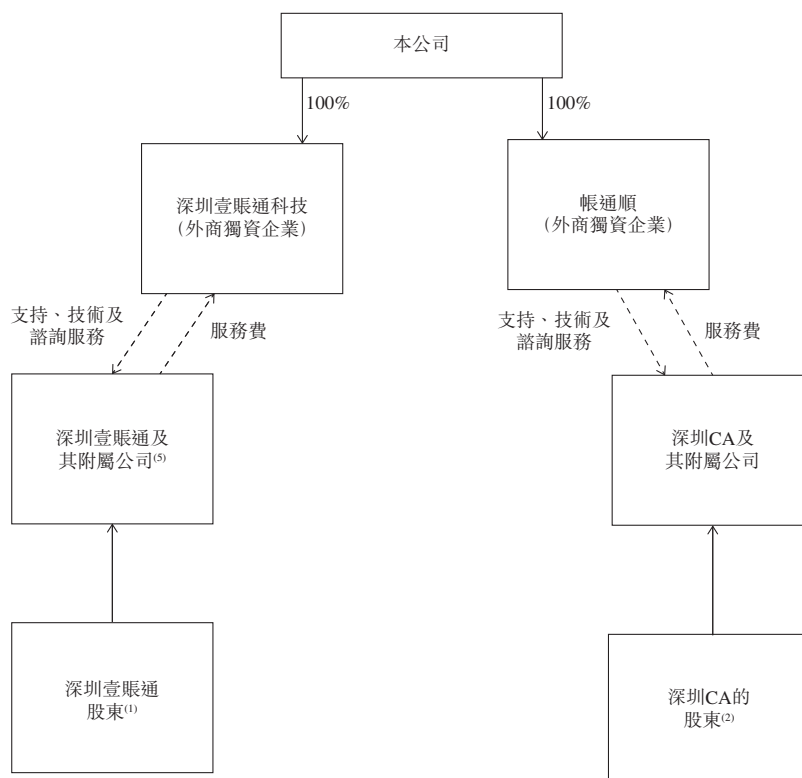 本公司
100%
100%
深圳壹賬通科技
（外商獨資企業）
帳通順
（外商獨資企業）
支持、技術及
諮詢服務
服務費
支持、技術及
諮詢服務
服務費
深圳壹賬通及
其附屬公司(5)
深圳CA及
其附屬公司
深圳壹賬通
股東(1)
深圳CA的
股東(2)